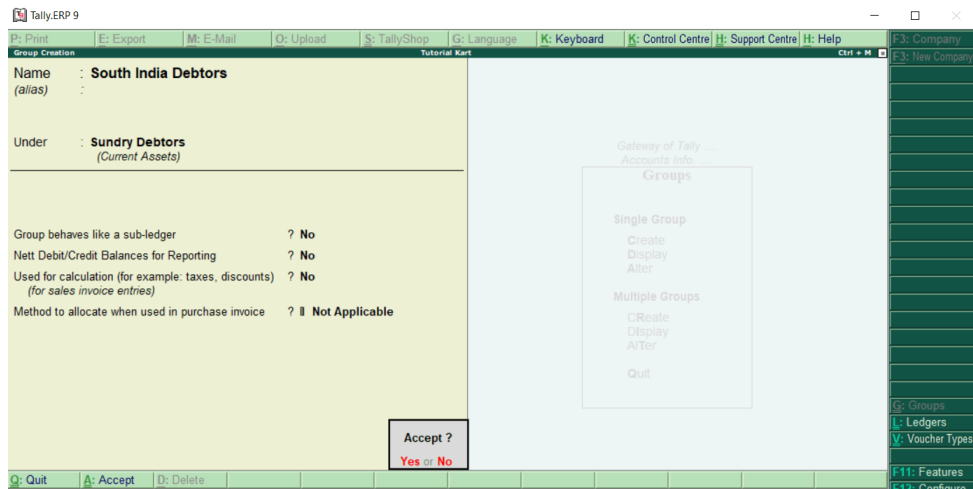 Tally.ERP 9
P: Print E: Export M: E-Mail O: Upload S: TallyShop G: Language K: Keyboard K: Control Centre H: Support Centre H: Help F3: Company
Group Creation Tutorial Kart Ctrl + M F3: New Company
Name : South India Debtors
(alias) :
Under : Sundry Debtors
(Current Assets)
Group behaves like a sub-ledger ? No
Nett Debit/Credit Balances for Reporting ? No
Used for calculation (for example: taxes, discounts) ? No
(for sales invoice entries)
Method to allocate when used in purchase invoice ? Not Applicable
Accept ?
Yes or No
Gateway of Tally ....
Accounts Info. ....
Groups
Single Group
Create
Display
Alter
Multiple Groups
CReate
DIsplay
AlTer
Quit
G: Groups
L: Ledgers
V: Voucher Types
F11: Features
F12: Configure
Q: Quit A: Accept D: Delete